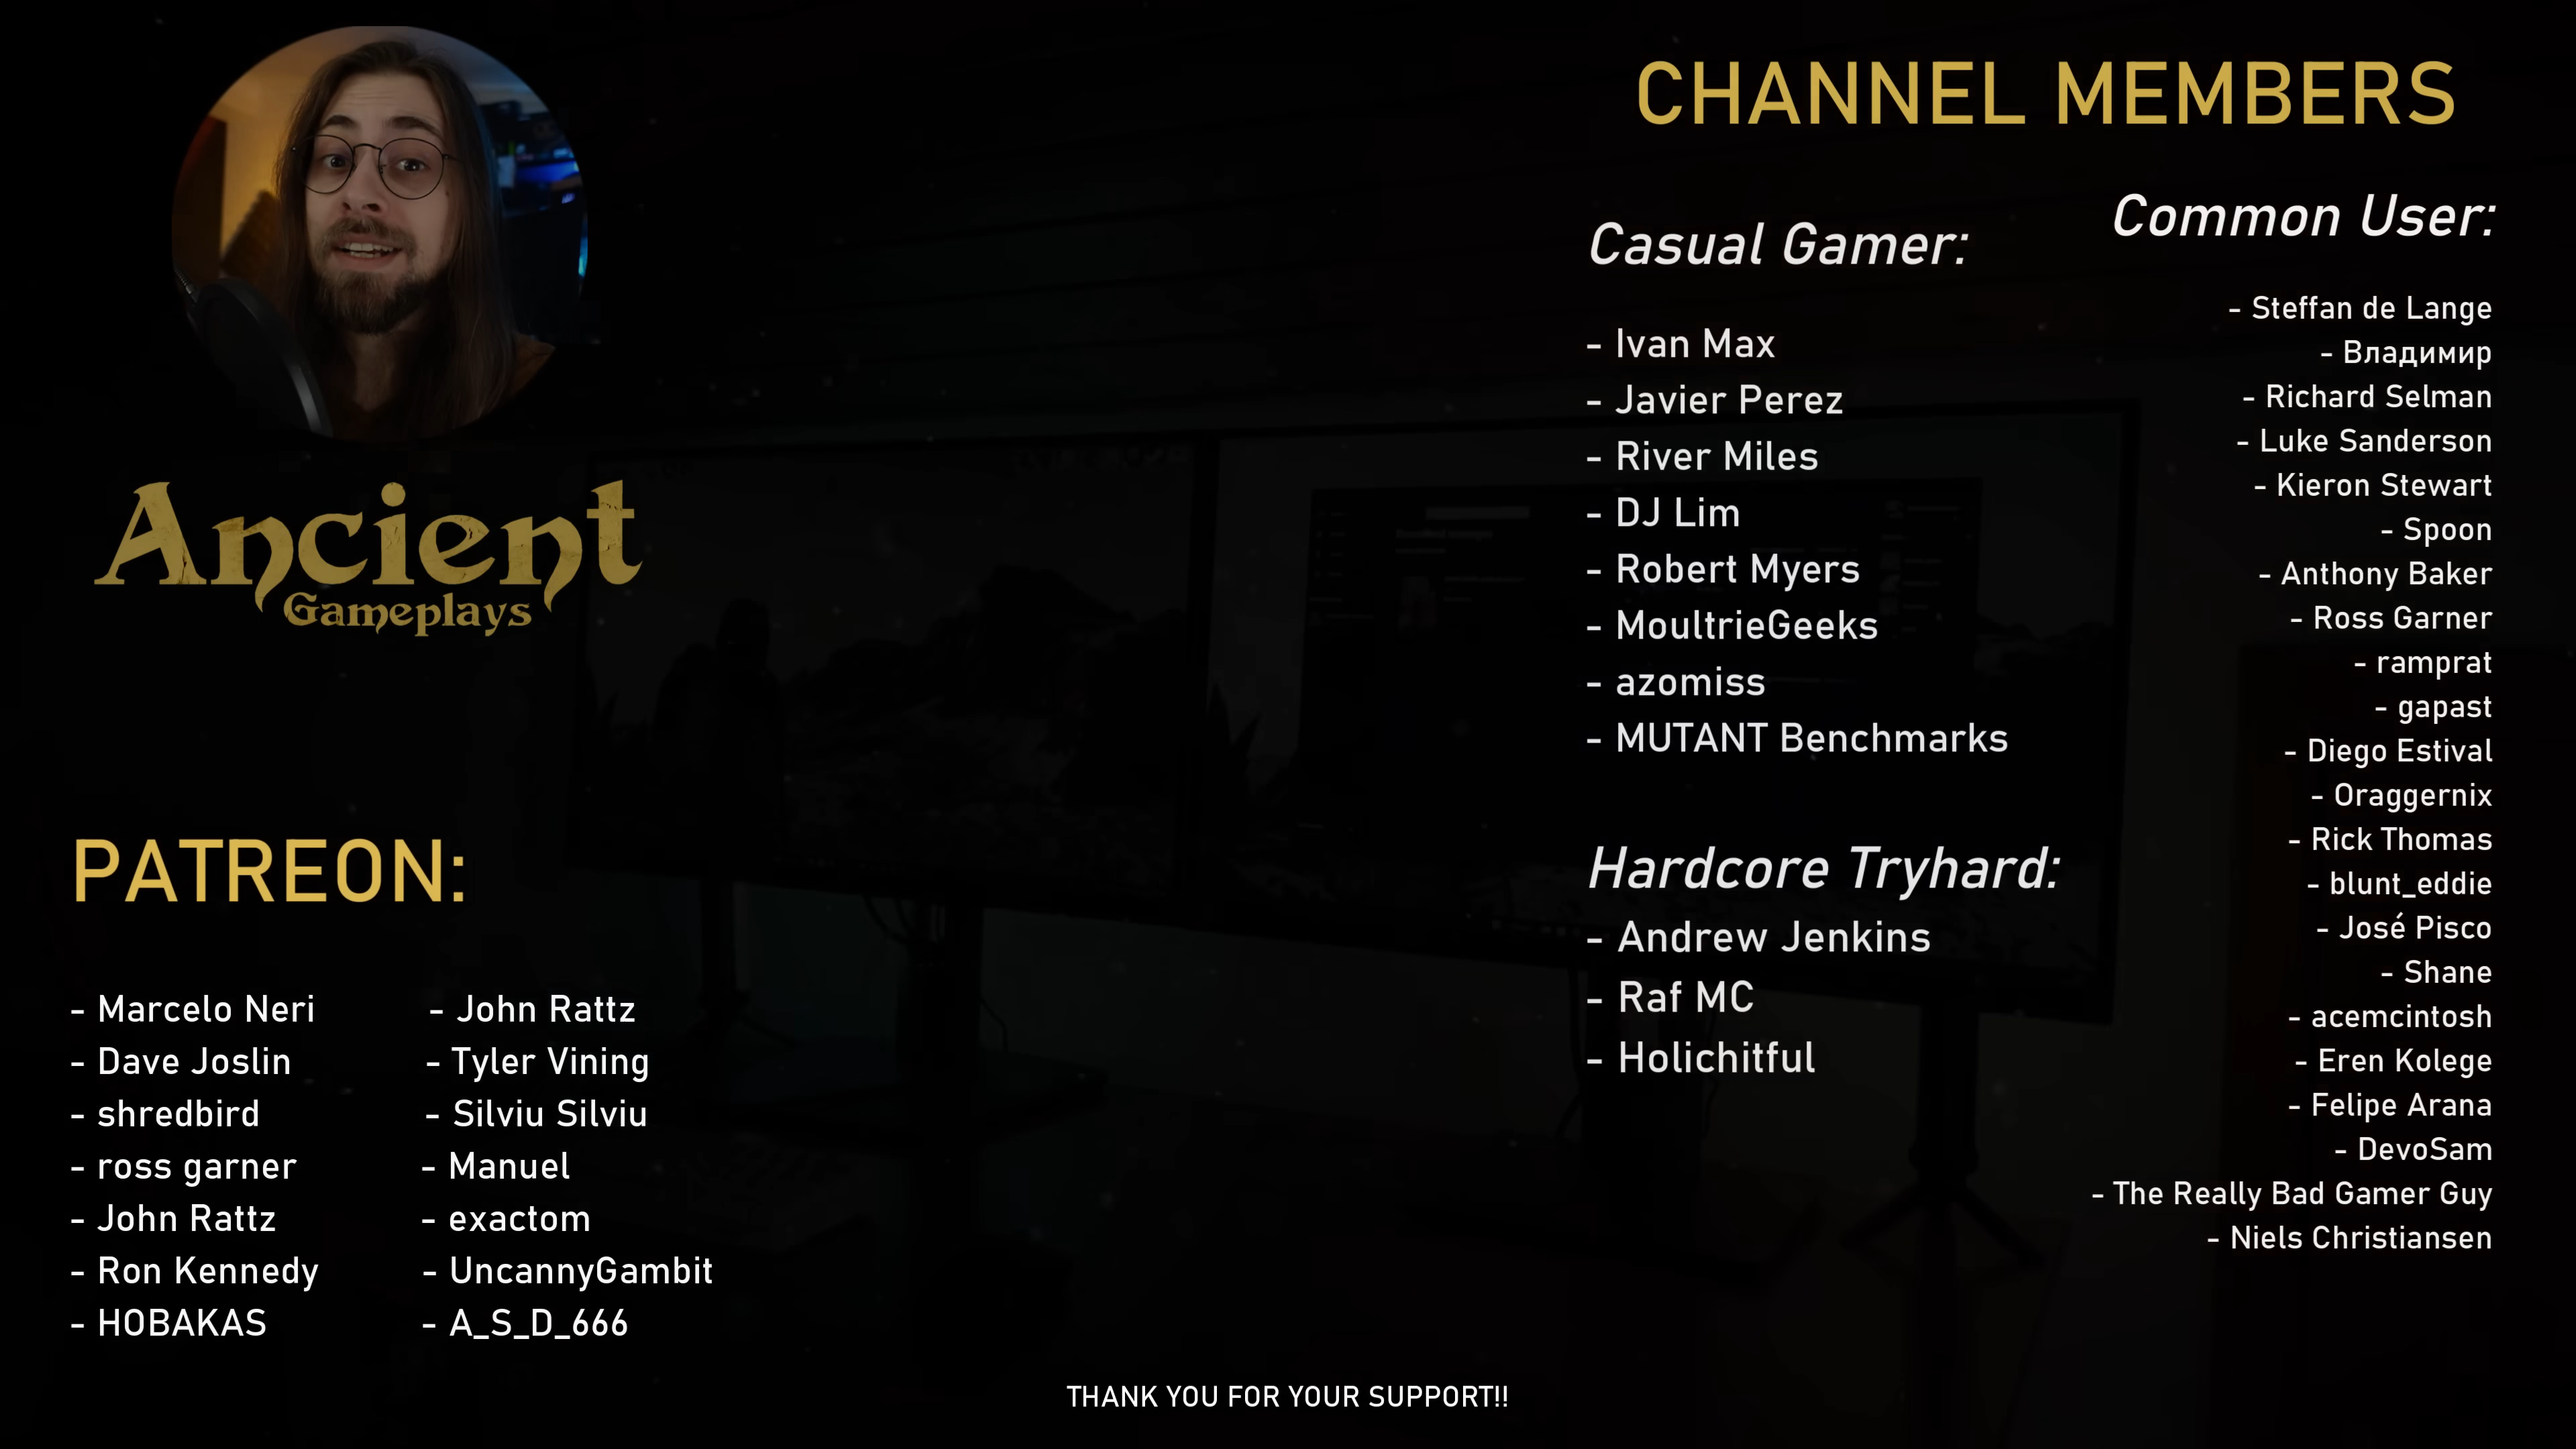 Ancient
Gameplays
PATREON:
- Marcelo Neri
- Dave Joslin
- shredbird
- ross garner
- John Rattz
- Ron Kennedy
- HOBAKAS
- John Rattz
- Tyler Vining
- Silviu Silviu
- Manuel
- exactom
- UncannyGambit
- A_S_D_666
CHANNEL MEMBERS
Casual Gamer:
- Ivan Max
- Javier Perez
- River Miles
- DJ Lim
- Robert Myers
- MoultrieGeeks
- azomiss
- MUTANT Benchmarks
Hardcore Tryhard:
- Andrew Jenkins
- Raf MC
- Holichitful
Common User:
- Steffan de Lange
- Владимир
- Richard Selman
- Luke Sanderson
- Kieron Stewart
- Spoon
- Anthony Baker
- Ross Garner
- ramprat
- gapast
- Diego Estival
- Oraggernix
- Rick Thomas
- blunt_eddie
- José Pisco
- Shane
- acemcintosh
- Eren Kolege
- Felipe Arana
- DevoSam
- The Really Bad Gamer Guy
- Niels Christiansen
THANK YOU FOR YOUR SUPPORT!!